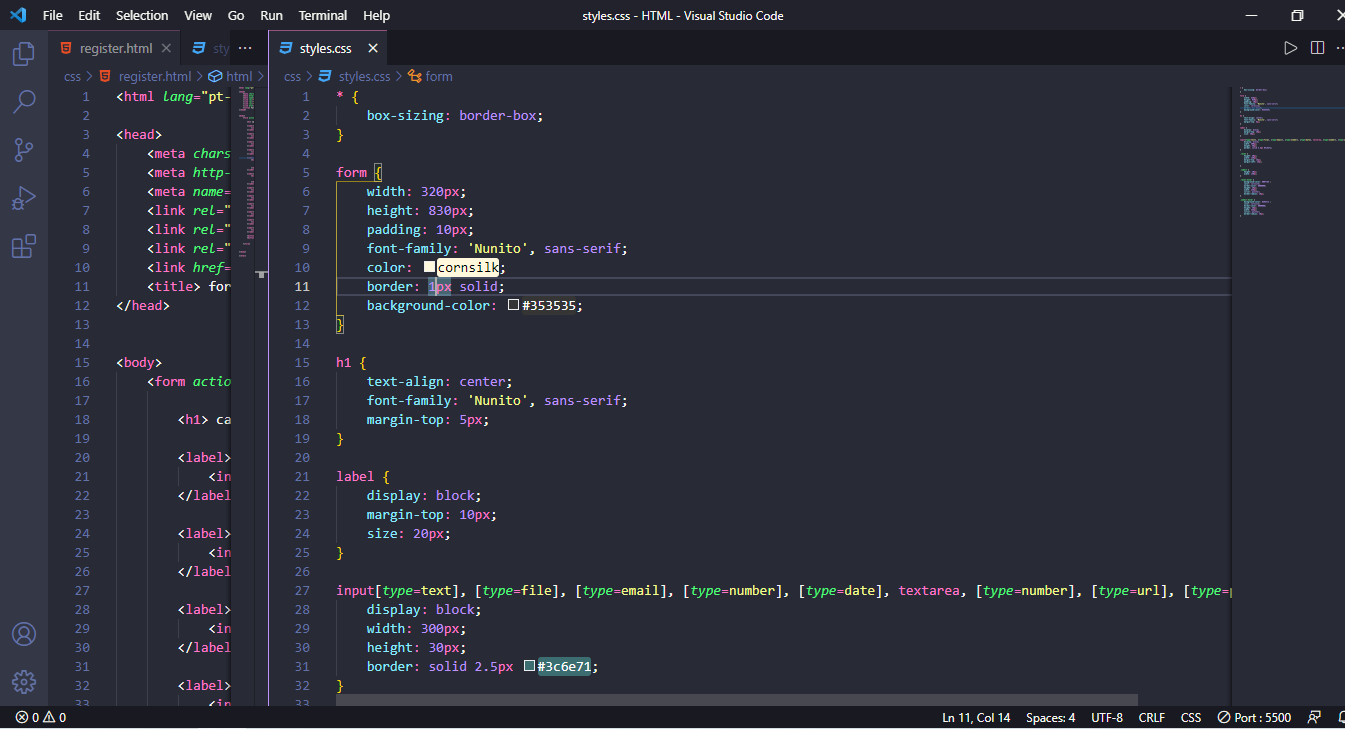 File Edit Selection View Go Run Terminal Help
styles.css - HTML - Visual Studio Code
register.html
sty
···
styles.css
css > register.html > html >
css > styles.css > form
1 <html lang="pt-
2
3 <head>
4 <meta chars
5 <meta http-
6 <meta name=
7 <link rel="
8 <link rel="
9 <link rel="
10 <link href=
11 <title> for
12 </head>
13
14
15 <body>
16 <form actio
17
18 <h1> ca
19
20 <label>
21 <in
22 </label
23
24 <label>
25 <in
26 </label
27
28 <label>
29 <in
30 </label
31
32 <label>
33 <in
1 * {
2 box-sizing: border-box;
3 }
4
5 form {
6 width: 320px;
7 height: 830px;
8 padding: 10px;
9 font-family: 'Nunito', sans-serif;
10 color: cornsilk;
11 border: 1px solid;
12 background-color: #353535;
13 }
14
15 h1 {
16 text-align: center;
17 font-family: 'Nunito', sans-serif;
18 margin-top: 5px;
19 }
20
21 label {
22 display: block;
23 margin-top: 10px;
24 size: 20px;
25 }
26
27 input[type=text], [type=file], [type=email], [type=number], [type=date], textarea, [type=number], [type=url], [type=
28 display: block;
29 width: 300px;
30 height: 30px;
31 border: solid 2.5px #3c6e71;
32 }
33
0 0
Ln 11, Col 14 Spaces: 4 UTF-8 CRLF CSS Port : 5500